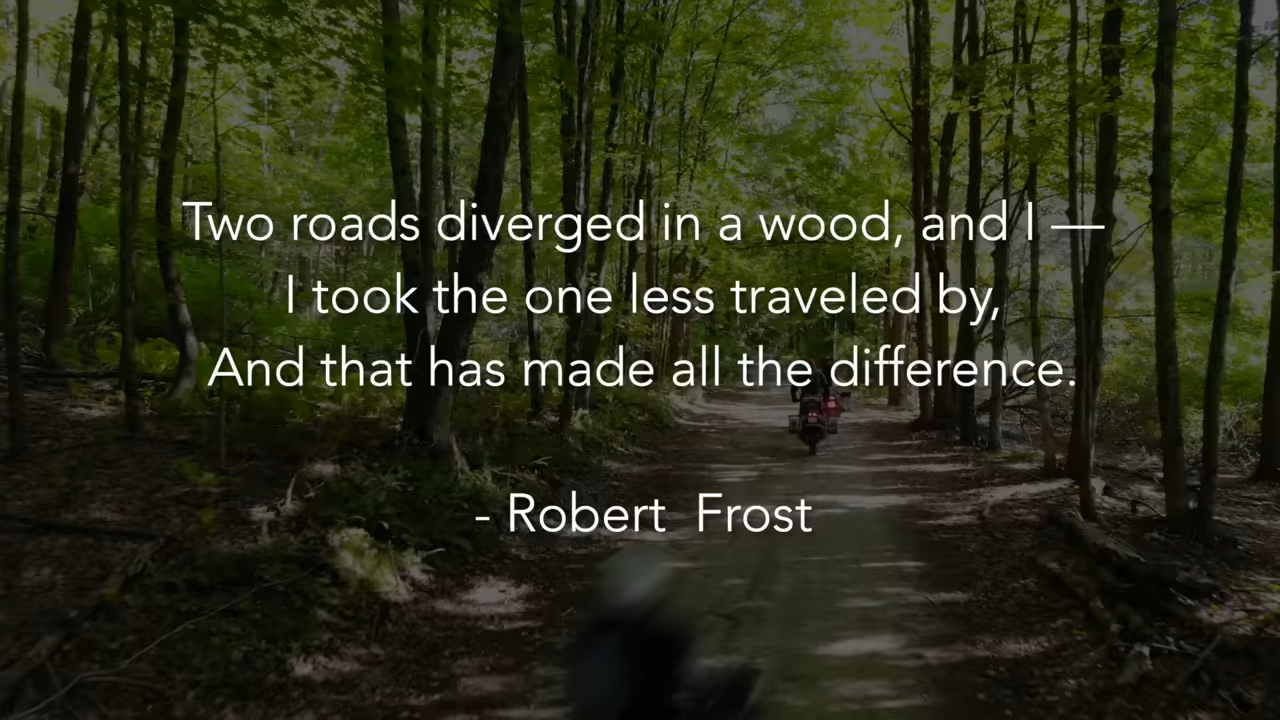 Two roads diverged in a wood, and I —
I took the one less traveled by,
And that has made all the difference.
- Robert  Frost